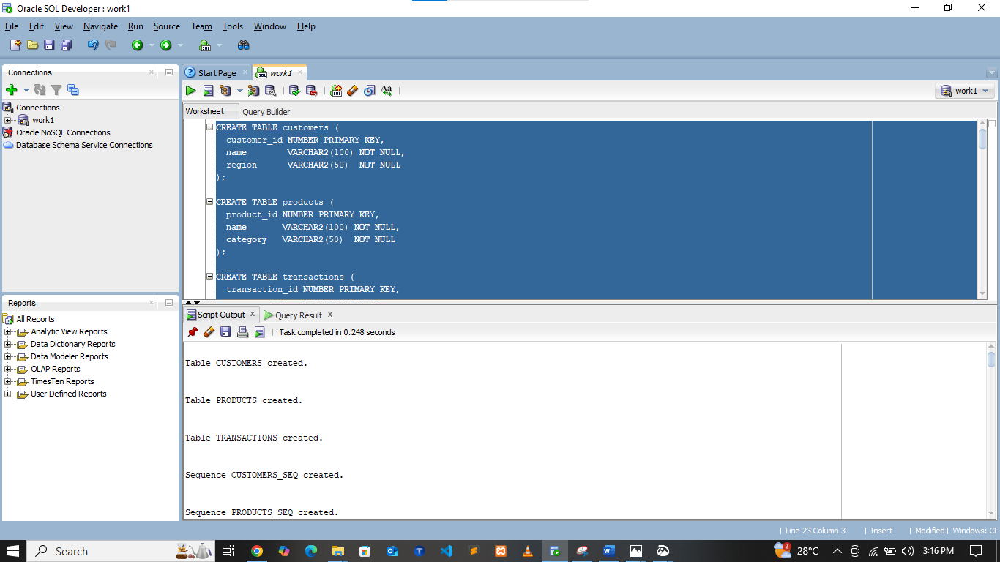 Oracle SQL Developer : work1
File Edit View Navigate Run Source Team Tools Window Help
Connections
Connections
work1
Oracle NoSQL Connections
Database Schema Service Connections
Reports
All Reports
Analytic View Reports
Data Dictionary Reports
Data Modeler Reports
OLAP Reports
TimesTen Reports
User Defined Reports
Start Page
work1
work1
Worksheet
Query Builder
CREATE TABLE customers (
customer_id NUMBER PRIMARY KEY,
name VARCHAR2(100) NOT NULL,
region VARCHAR2(50) NOT NULL
);
CREATE TABLE products (
product_id NUMBER PRIMARY KEY,
name VARCHAR2(100) NOT NULL,
category VARCHAR2(50) NOT NULL
);
CREATE TABLE transactions (
transaction_id NUMBER PRIMARY KEY,
Script Output x
Query Result x
Task completed in 0.248 seconds
Table CUSTOMERS created.
Table PRODUCTS created.
Table TRANSACTIONS created.
Sequence CUSTOMERS_SEQ created.
Sequence PRODUCTS_SEQ created.
| Line 23 Column 3 | Insert | Modified | Windows: CF
Search
2
28°C
3:16 PM